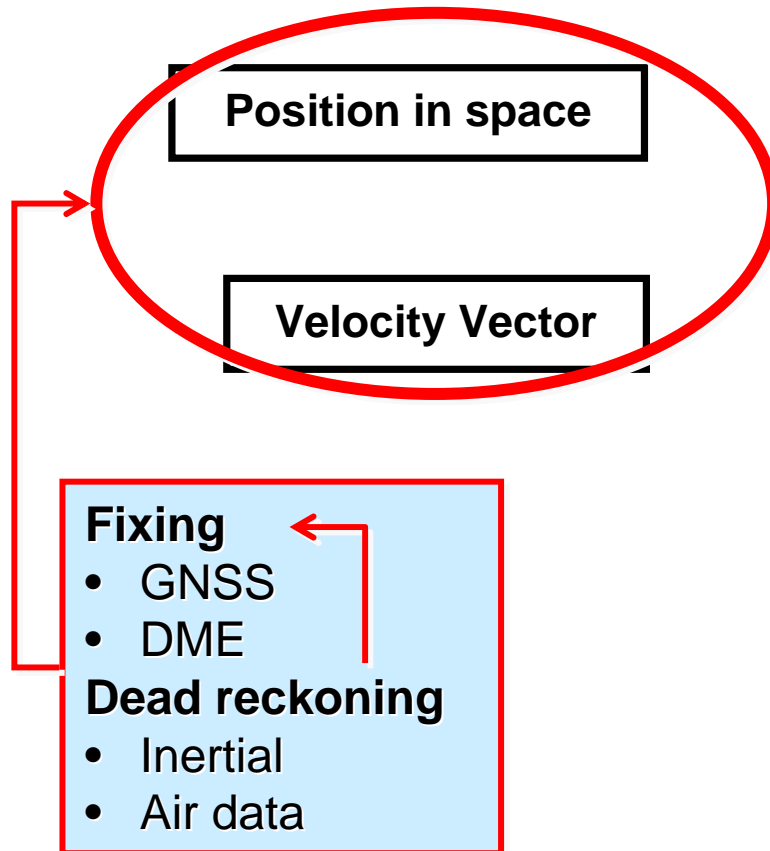 Position in space
Velocity Vector
Fixing
• GNSS
• DME
Dead reckoning
• Inertial
• Air data